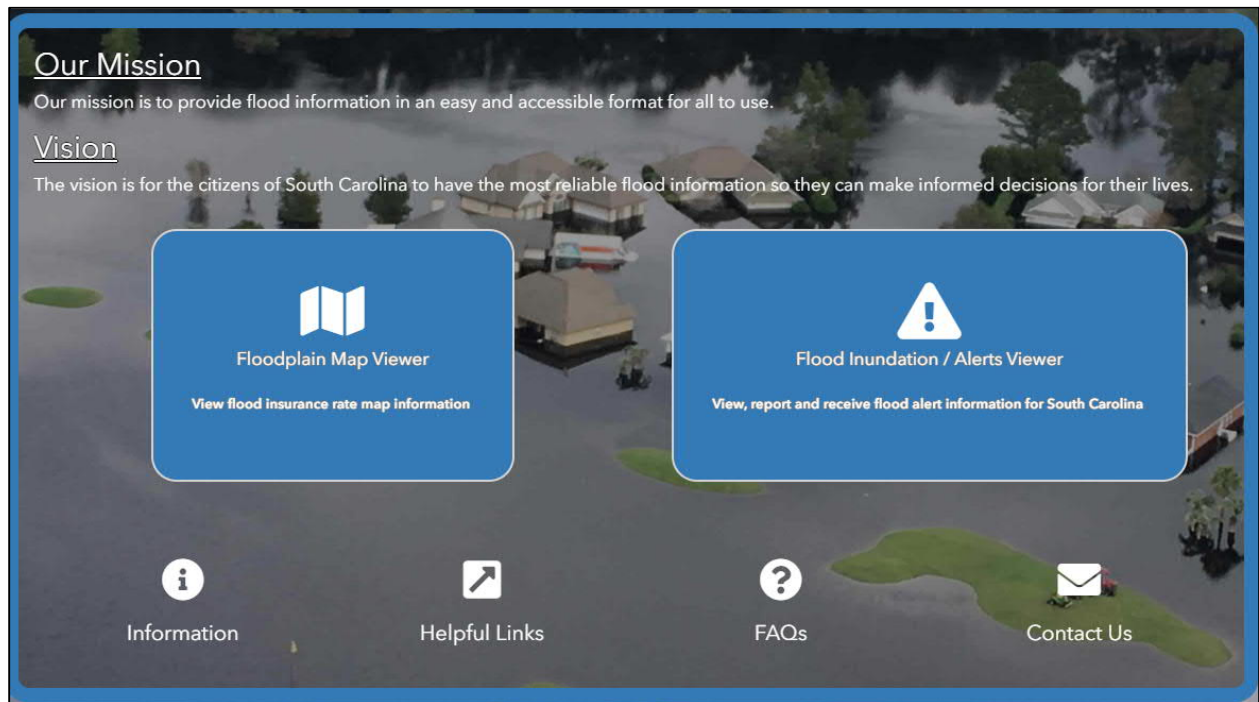 Our Mission
Our mission is to provide flood information in an easy and accessible format for all to use.
Vision
The vision is for the citizens of South Carolina to have the most reliable flood information so they can make informed decisions for their lives.
Floodplain Map Viewer
View flood insurance rate map information
Flood Inundation / Alerts Viewer
View, report and receive flood alert information for South Carolina
Information
Helpful Links
FAQs
Contact Us